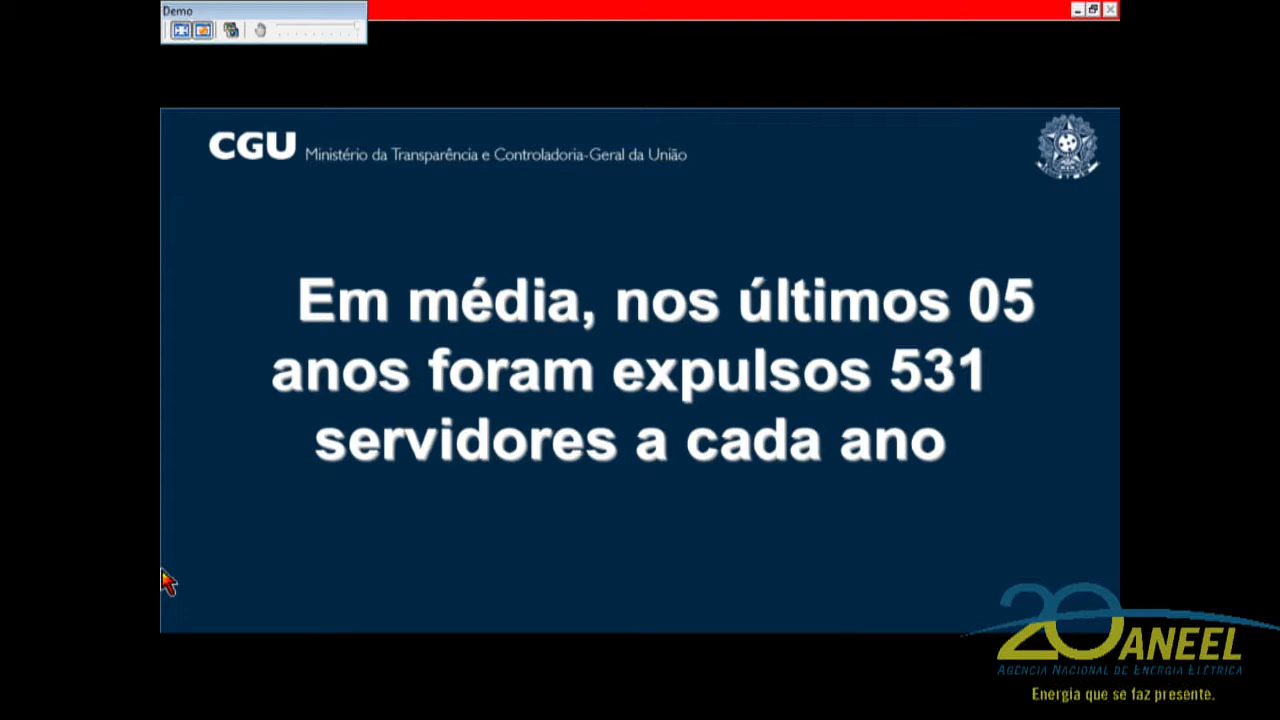 Demo
CGU Ministério da Transparência e Controladoria-Geral da União
Em média, nos últimos 05
anos foram expulsos 531
servidores a cada ano
20 ANEEL
AGÊNCIA NACIONAL DE ENERGIA ELÉTRICA
Energia que se faz presente.